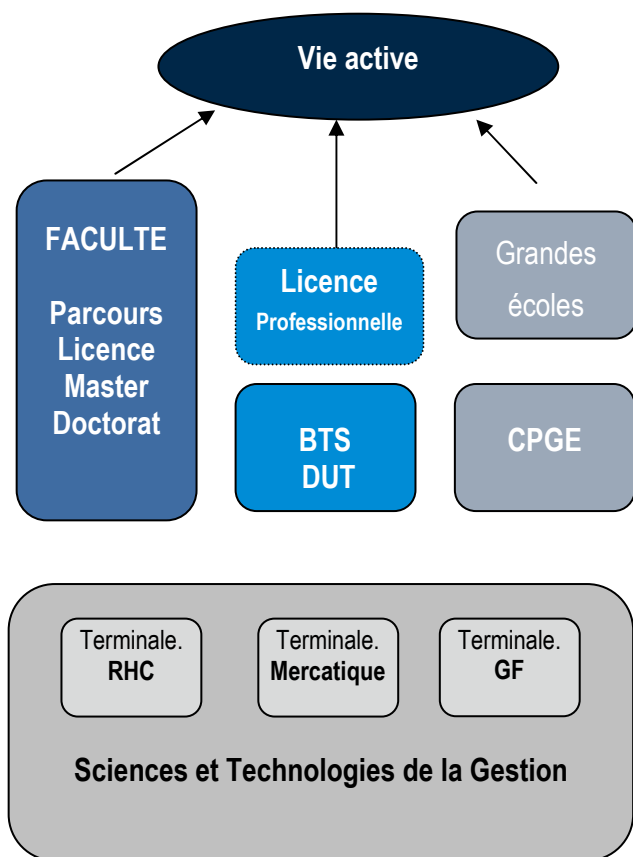 Vie active
FACULTE
Parcours
Licence
Master
Doctorat
Licence
Professionnelle
BTS
DUT
Grandes
écoles
CPGE
Terminale.
RHC
Terminale.
Mercatique
Terminale.
GF
Sciences et Technologies de la Gestion